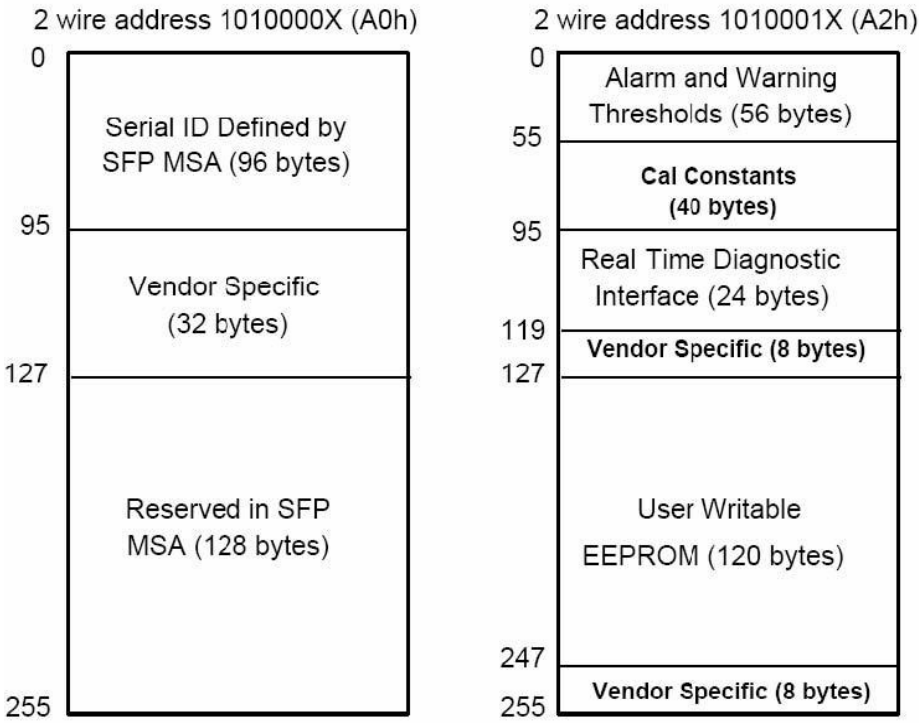 2 wire address 1010000X (A0h)
0
Serial ID Defined by
SFP MSA (96 bytes)
95
Vendor Specific
(32 bytes)
127
Reserved in SFP
MSA (128 bytes)
255
2 wire address 1010001X (A2h)
0
Alarm and Warning
Thresholds (56 bytes)
55
Cal Constants
(40 bytes)
95
Real Time Diagnostic
Interface (24 bytes)
119
Vendor Specific (8 bytes)
127
User Writable
EEPROM (120 bytes)
247
Vendor Specific (8 bytes)
255